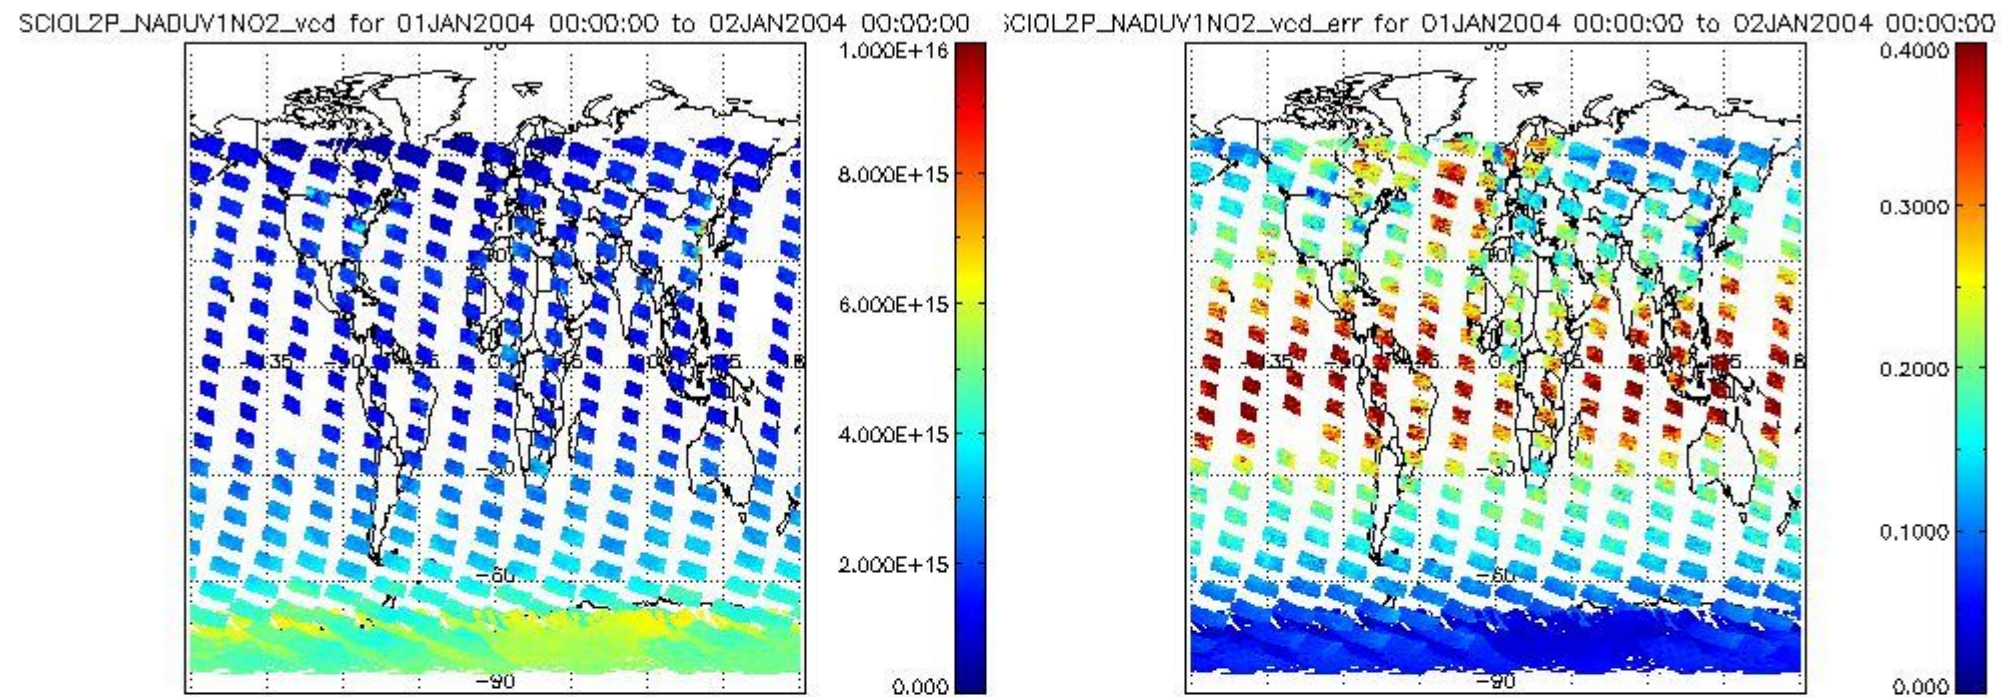 SCIOL2P_NADUV1NO2_vcd for 01JAN2004 00:00:00 to 02JAN2004 00:00:00
1.000E+16
8.000E+15
6.000E+15
4.000E+15
2.000E+15
0.000
-60
-90
SCIOL2P_NADUV1NO2_vcd_err for 01JAN2004 00:00:00 to 02JAN2004 00:00:00
0.4000
0.3000
0.2000
0.1000
0.000
-60
-90